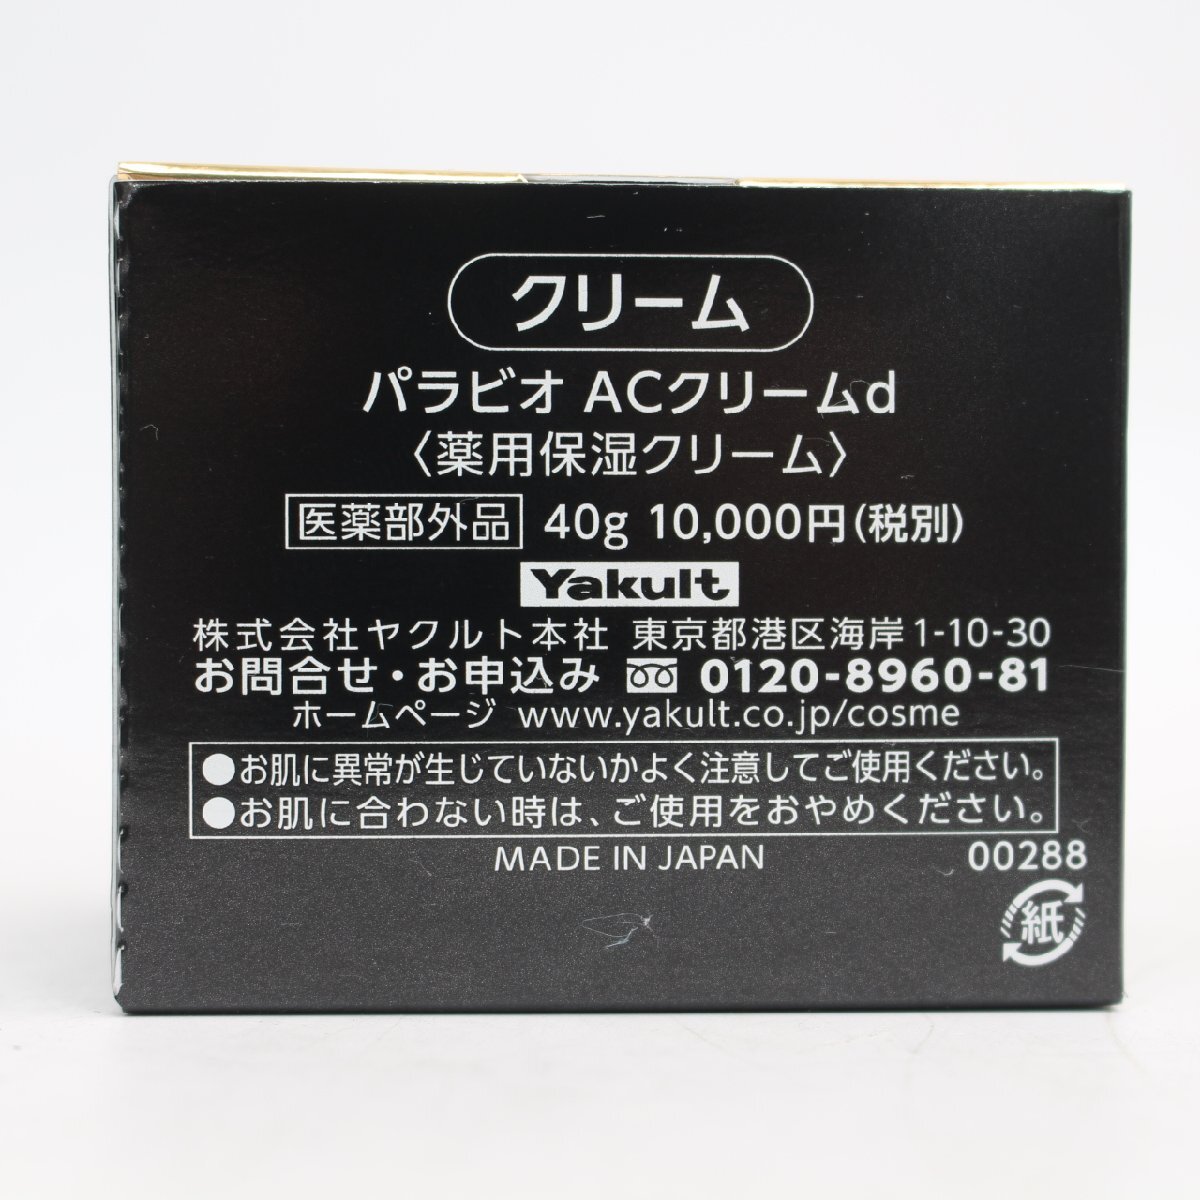 クリーム
パラビオ ACクリームd
〈薬用保湿クリーム〉
医薬部外品 40g 10,000円(税別)
Yakult
株式会社ヤクルト本社 東京都港区海岸1-10-30
お問合せ・お申込み 0120-8960-81
ホームページ www.yakult.co.jp/cosme
●お肌に異常が生じていないかよく注意してご使用ください。
●お肌に合わない時は、ご使用をおやめください。
MADE IN JAPAN 00288
紙